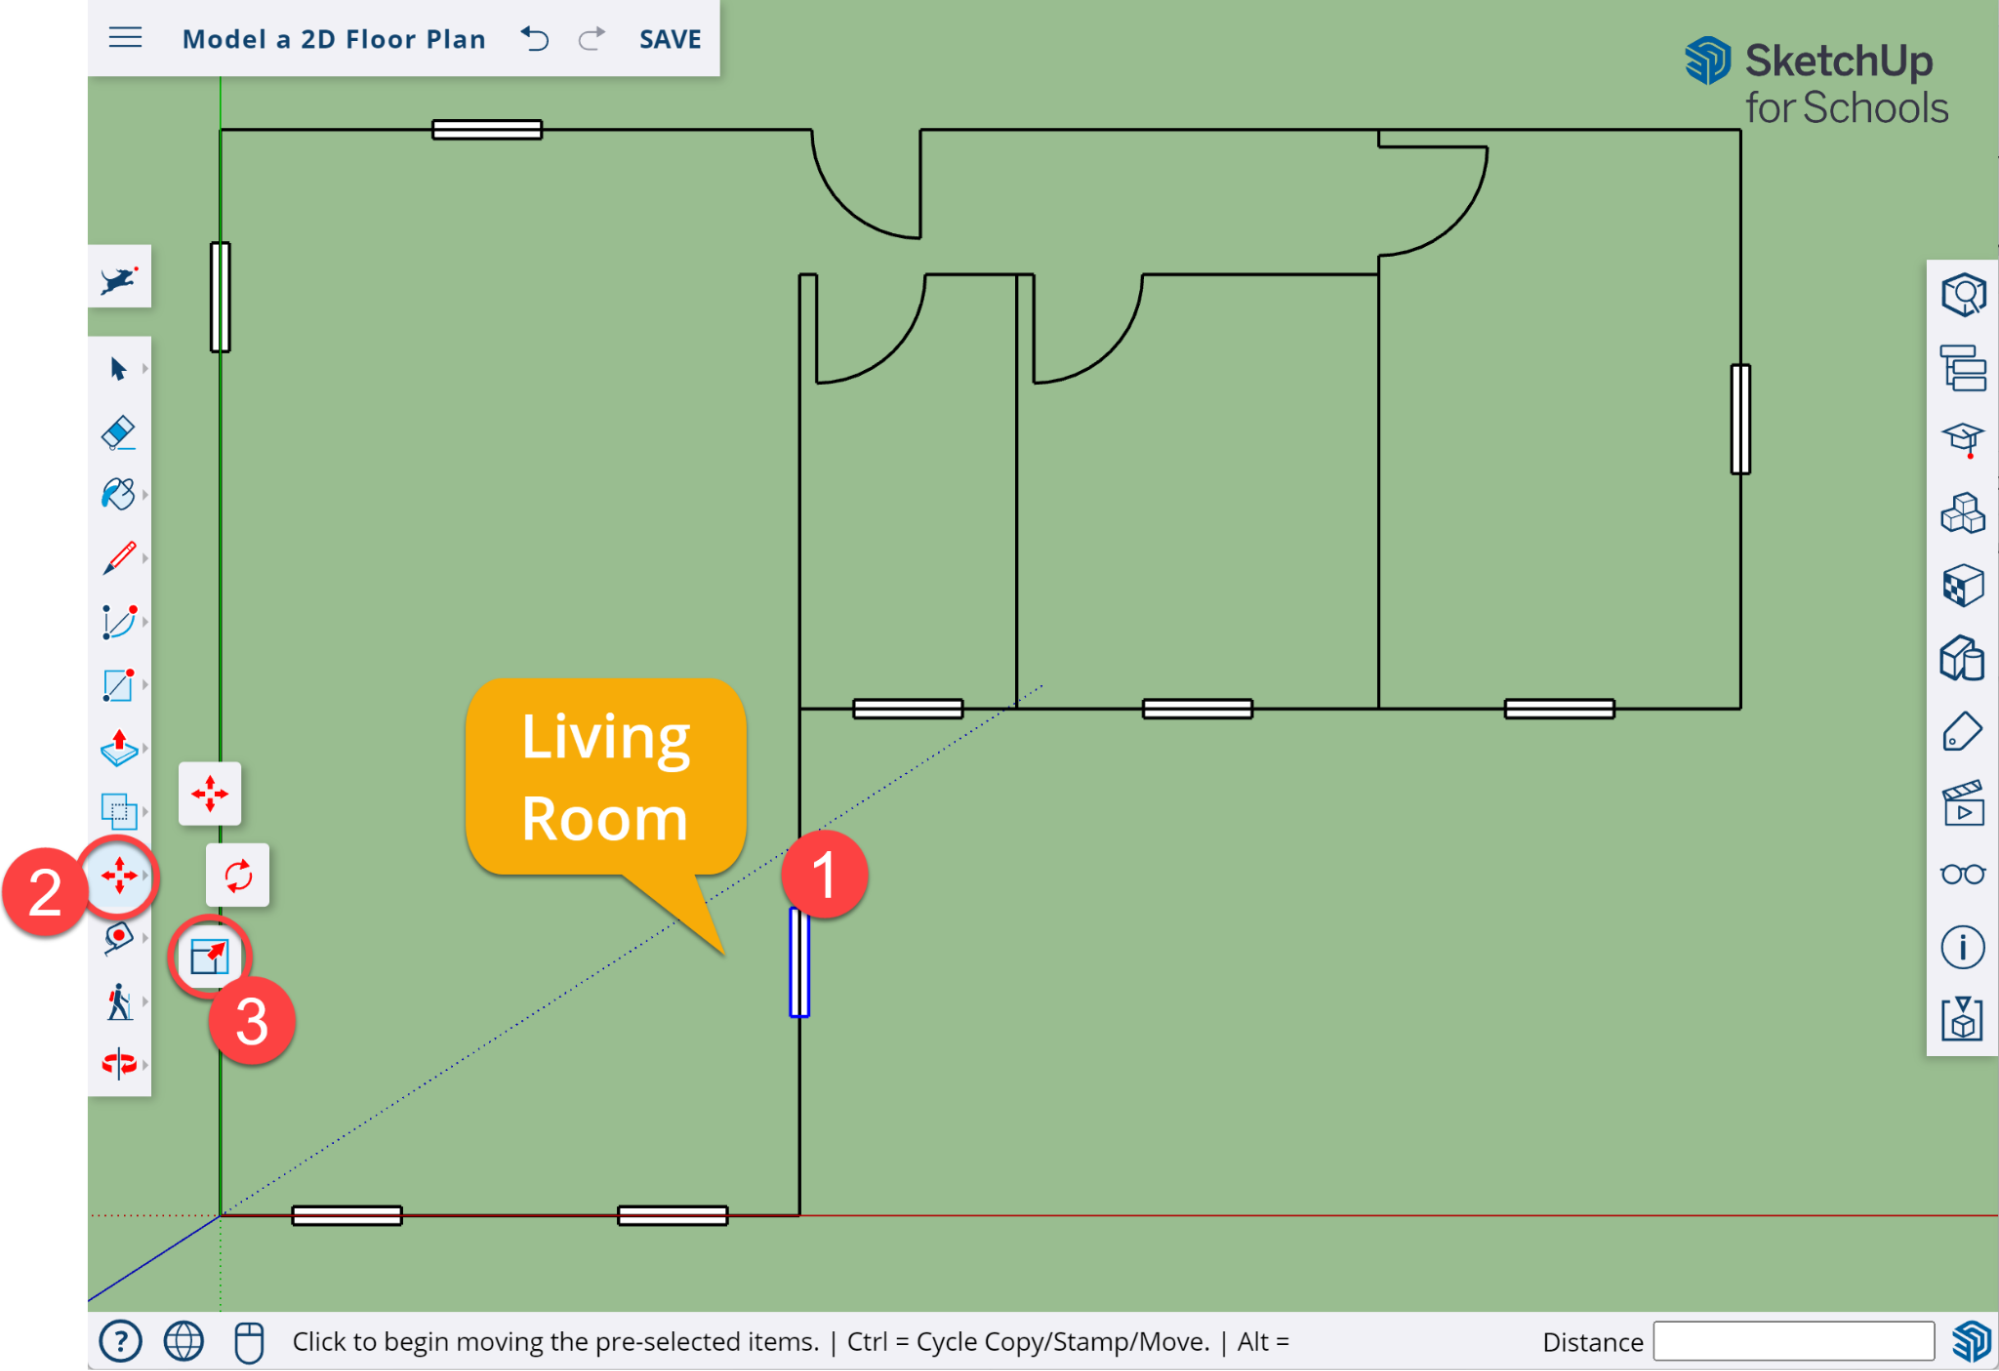 Model a 2D Floor Plan
SAVE
SketchUp
for Schools
Living
Room
1
2
3
?
i
Click to begin moving the pre-selected items. | Ctrl = Cycle Copy/Stamp/Move. | Alt =
Distance